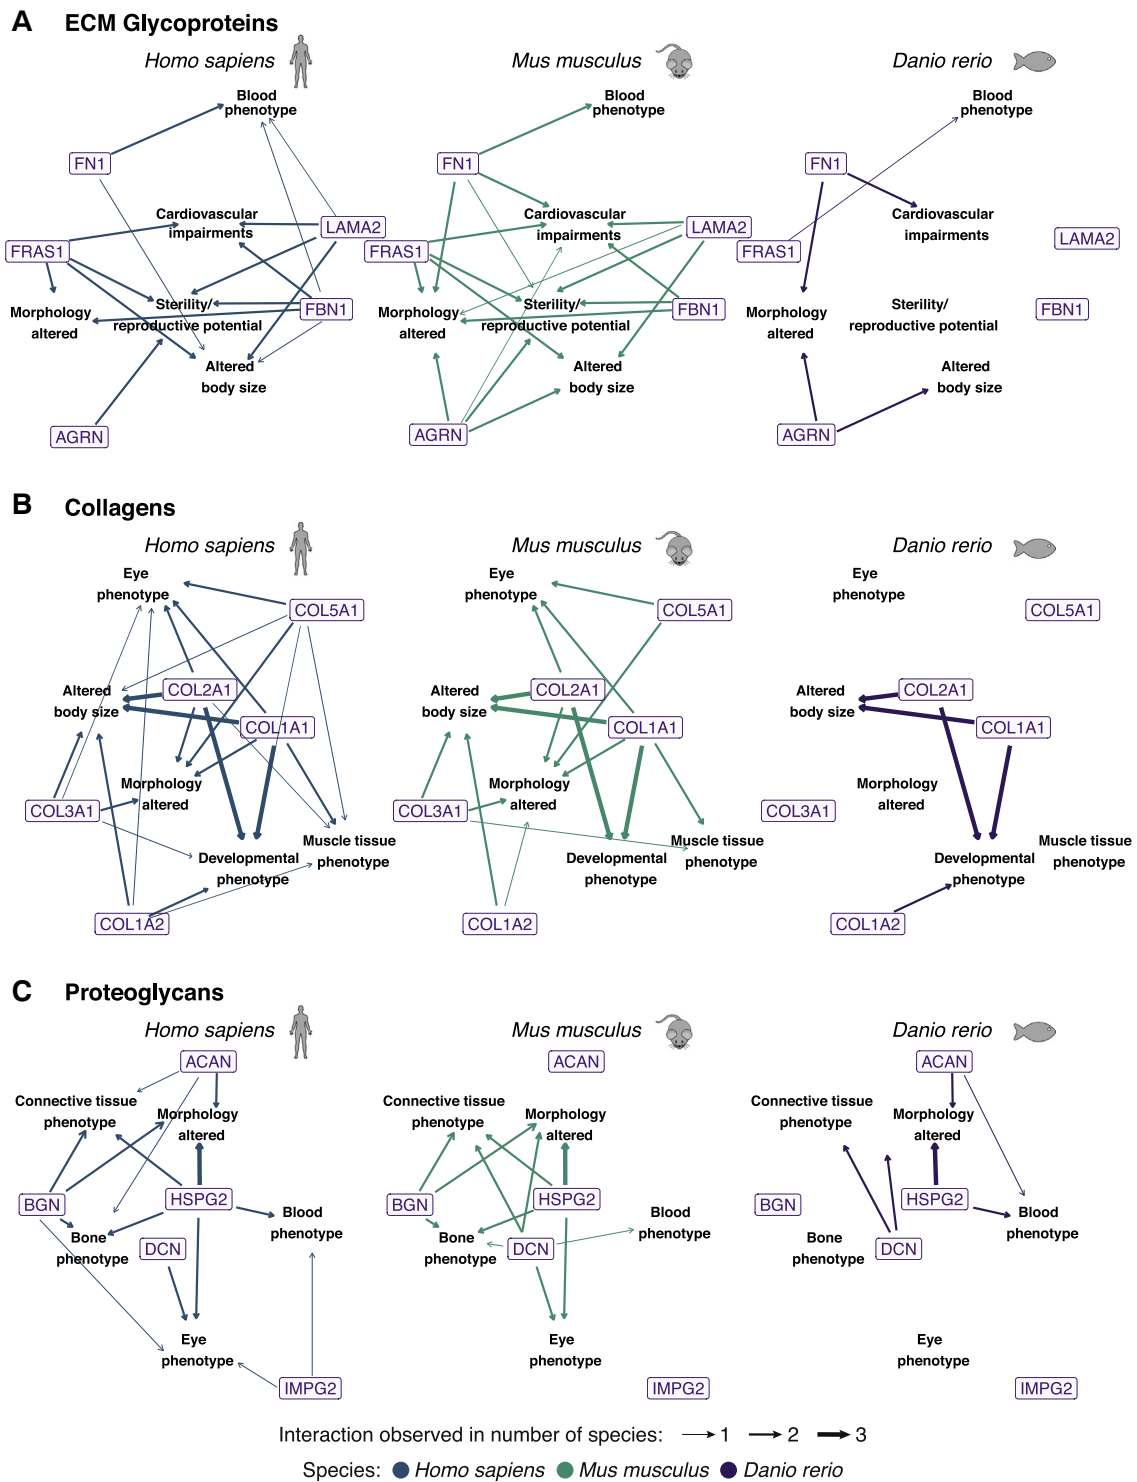 A ECM Glycoproteins
Homo sapiens
Mus musculus
Danio rerio
Blood
phenotype
FN1
Cardiovascular
impairments
LAMA2
FRAS1
Morphology
altered
Sterility/
reproductive potential
FBN1
Altered
body size
AGRN
Blood
phenotype
FN1
Cardiovascular
impairments
LAMA2
FRAS1
Morphology
altered
Sterility/
reproductive potential
FBN1
Altered
body size
AGRN
Blood
phenotype
FN1
Cardiovascular
impairments
LAMA2
FRAS1
Morphology
altered
Sterility/
reproductive potential
FBN1
Altered
body size
AGRN
B Collagens
Homo sapiens
Mus musculus
Danio rerio
Eye
phenotype
COL5A1
Altered
body size
COL2A1
COL1A1
Morphology
altered
COL3A1
Muscle tissue
phenotype
Developmental
phenotype
COL1A2
Eye
phenotype
COL5A1
Altered
body size
COL2A1
COL1A1
Morphology
altered
COL3A1
Muscle tissue
phenotype
Developmental
phenotype
COL1A2
Eye
phenotype
COL5A1
Altered
body size
COL2A1
COL1A1
Morphology
altered
COL3A1
Muscle tissue
phenotype
Developmental
phenotype
COL1A2
C Proteoglycans
Homo sapiens
Mus musculus
Danio rerio
ACAN
Connective tissue
phenotype
Morphology
altered
BGN
HSPG2
Blood
phenotype
Bone
phenotype
DCN
Eye
phenotype
IMPG2
ACAN
Connective tissue
phenotype
Morphology
altered
BGN
HSPG2
Blood
phenotype
Bone
phenotype
DCN
Eye
phenotype
IMPG2
ACAN
Connective tissue
phenotype
Morphology
altered
BGN
HSPG2
Blood
phenotype
Bone
phenotype
DCN
Eye
phenotype
IMPG2
Interaction observed in number of species: 1 2 3
Species: Homo sapiens Mus musculus Danio rerio